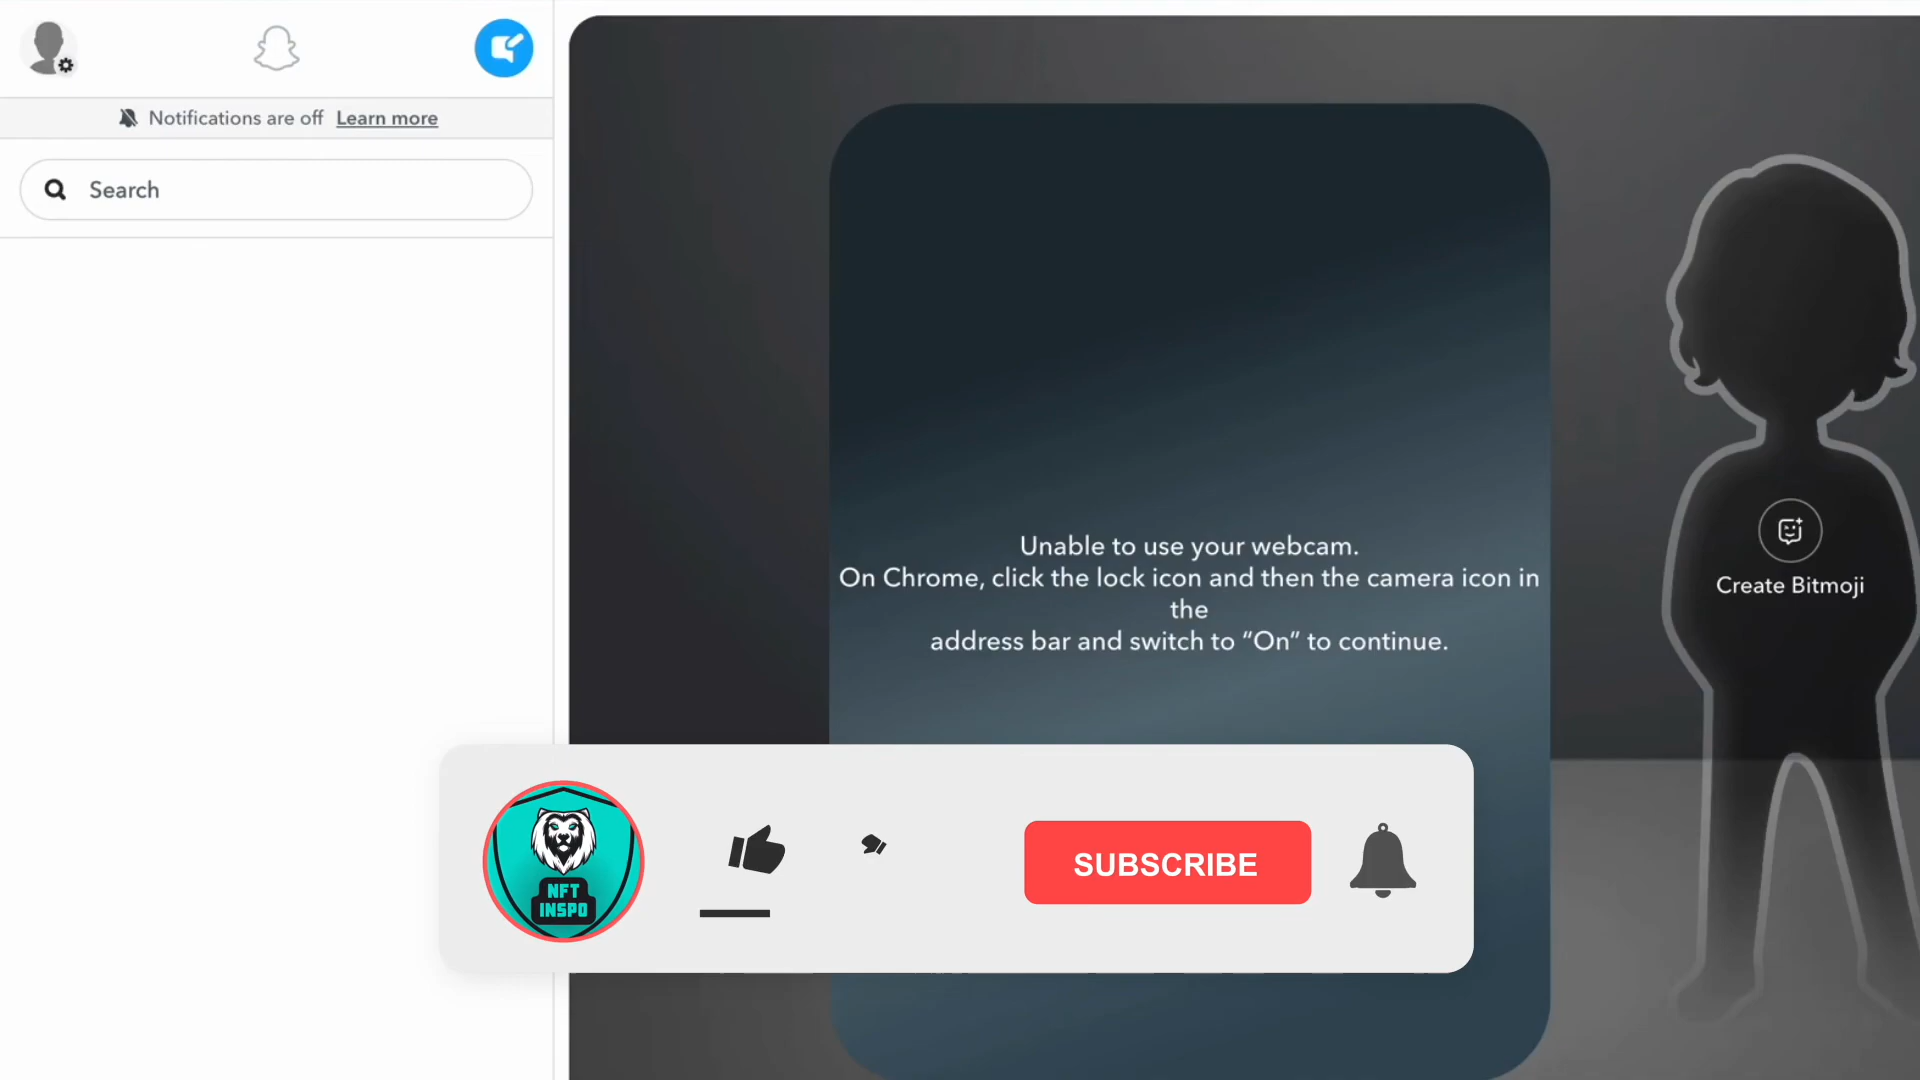 Notifications are off Learn more
Search
Unable to use your webcam.
On Chrome, click the lock icon and then the camera icon in
the
address bar and switch to “On” to continue.
Create Bitmoji
NFT
INSPO
SUBSCRIBE